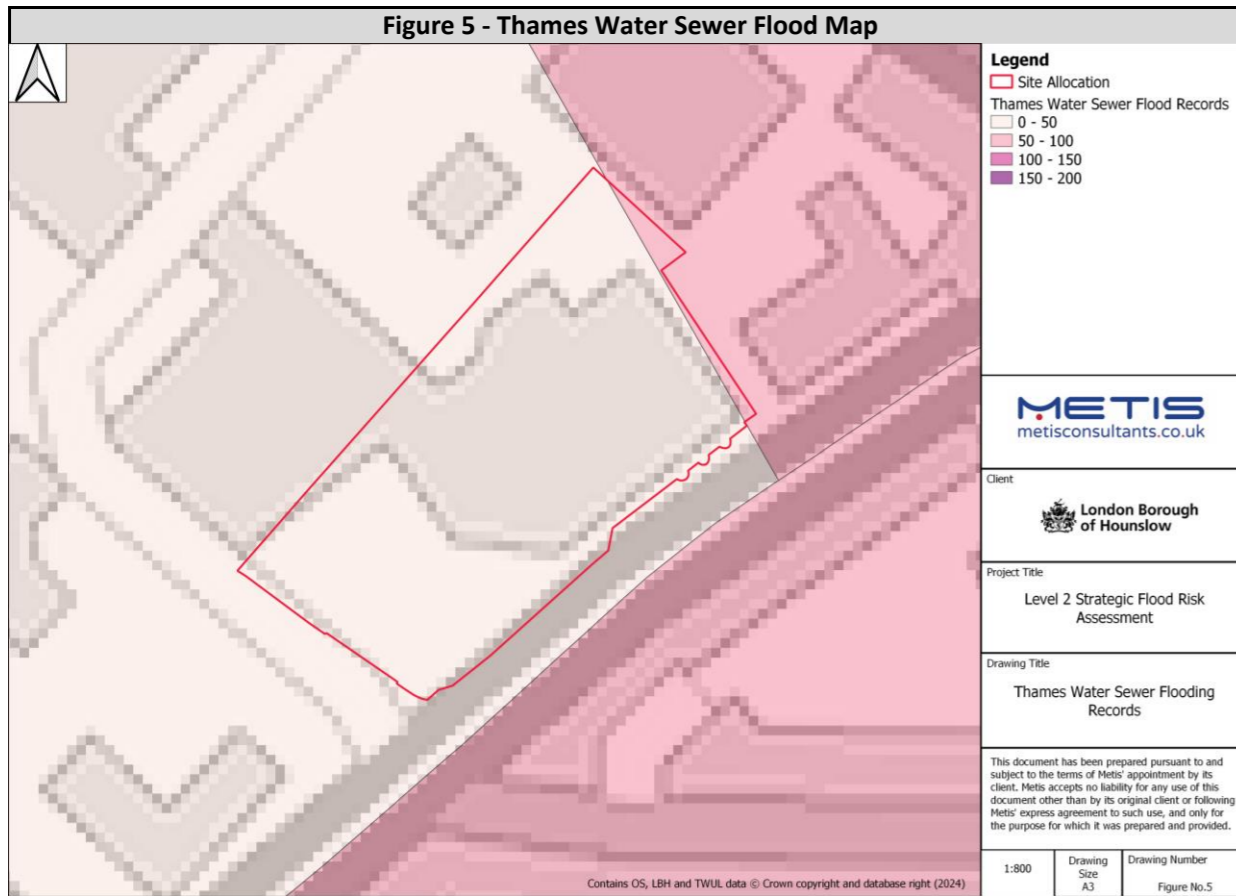 Figure 5 - Thames Water Sewer Flood Map
Legend
Site Allocation
Thames Water Sewer Flood Records
0 - 50
50 - 100
100 - 150
150 - 200
METIS
metisconsultants.co.uk
Client
London Borough
of Hounslow
Project Title
Level 2 Strategic Flood Risk
Assessment
Drawing Title
Thames Water Sewer Flooding
Records
This document has been prepared pursuant to and
subject to the terms of Metis' appointment by its
client. Metis accepts no liability for any use of this
document other than by its original client or following
Metis' express agreement to such use, and only for
the purpose for which it was prepared and provided.
1:800
Drawing
Size
A3
Drawing Number
Figure No.5
Contains OS, LBH and TWUL data © Crown copyright and database right (2024)